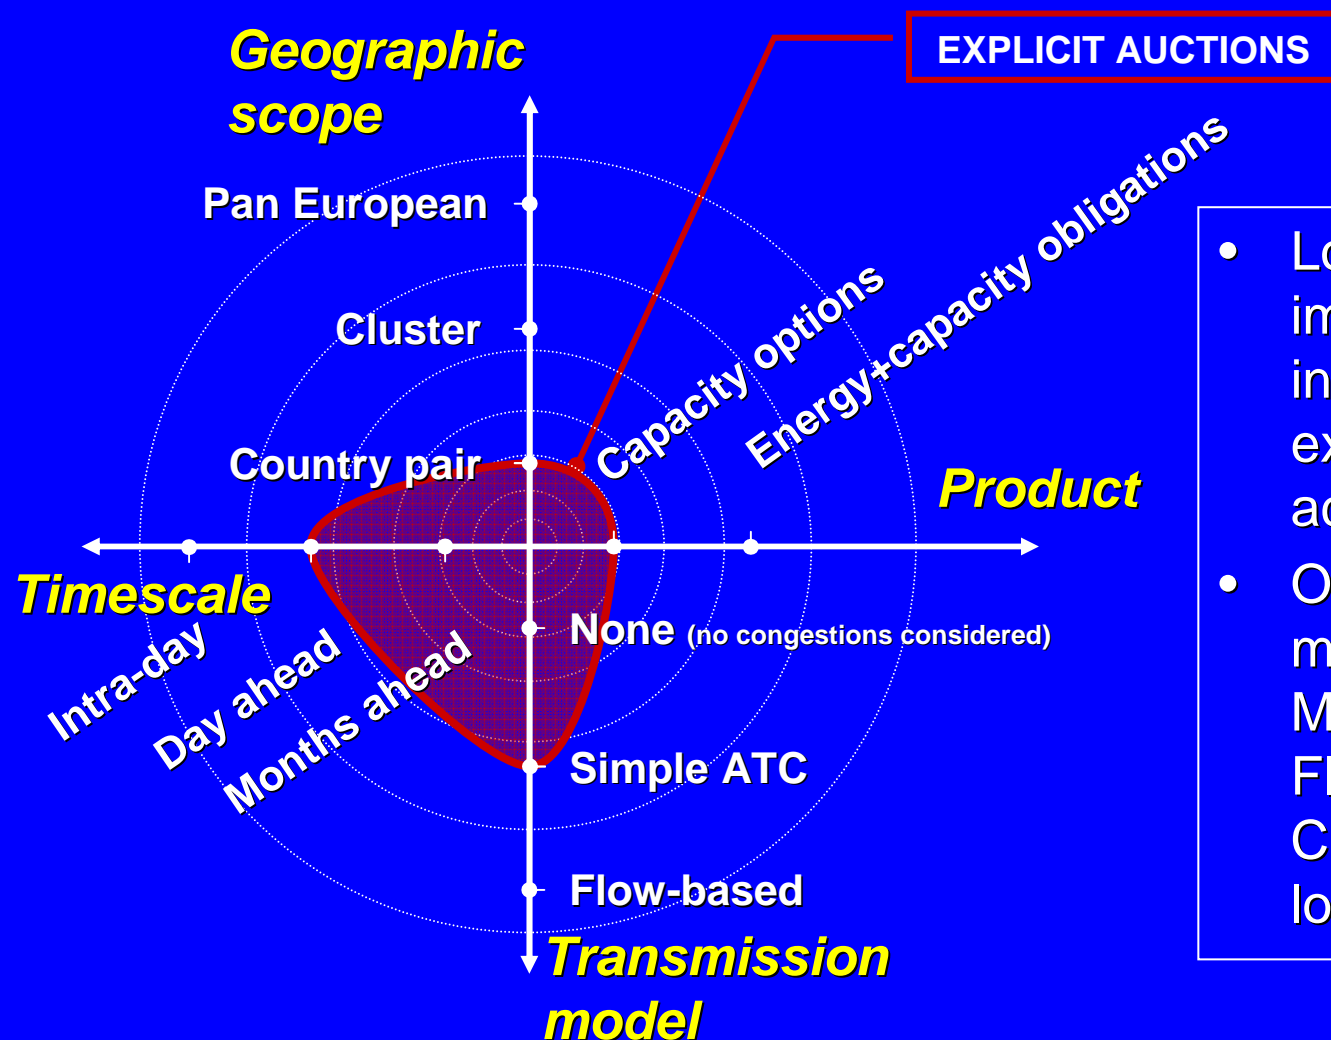 Geographic
scope
EXPLICIT AUCTIONS
Pan European
Cluster
Country pair
Capacity options
Energy+capacity obligations
Product
Timescale
Intra-day
Day ahead
Months ahead
None (no congestions considered)
Simple ATC
Flow-based
Transmission
model